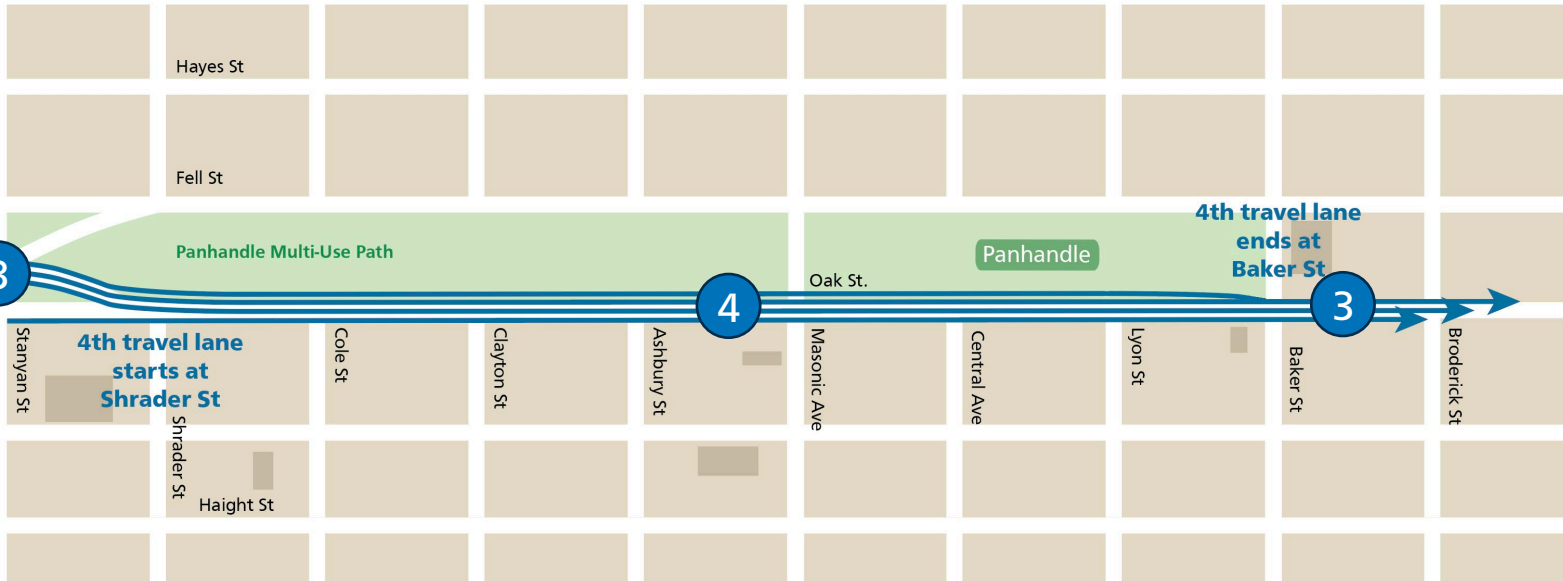 Hayes St
Fell St
4th travel lane
ends at
Baker St
Panhandle Multi-Use Path
Panhandle
3
Oak St.
4
3
Stanyan St
4th travel lane
starts at
Shrader St
Shrader St
Cole St
Clayton St
Ashbury St
Masonic Ave
Central Ave
Lyon St
Baker St
Broderick St
Haight St